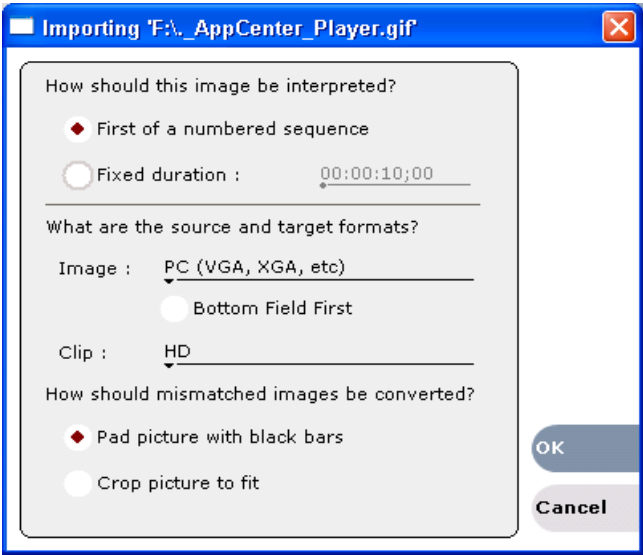 Importing 'F:\._AppCenter_Player.gif'
How should this image be interpreted?
First of a numbered sequence
Fixed duration : 00:00:10;00
What are the source and target formats?
Image : PC (VGA, XGA, etc)
Bottom Field First
Clip : HD
How should mismatched images be converted?
Pad picture with black bars
Crop picture to fit
OK
Cancel